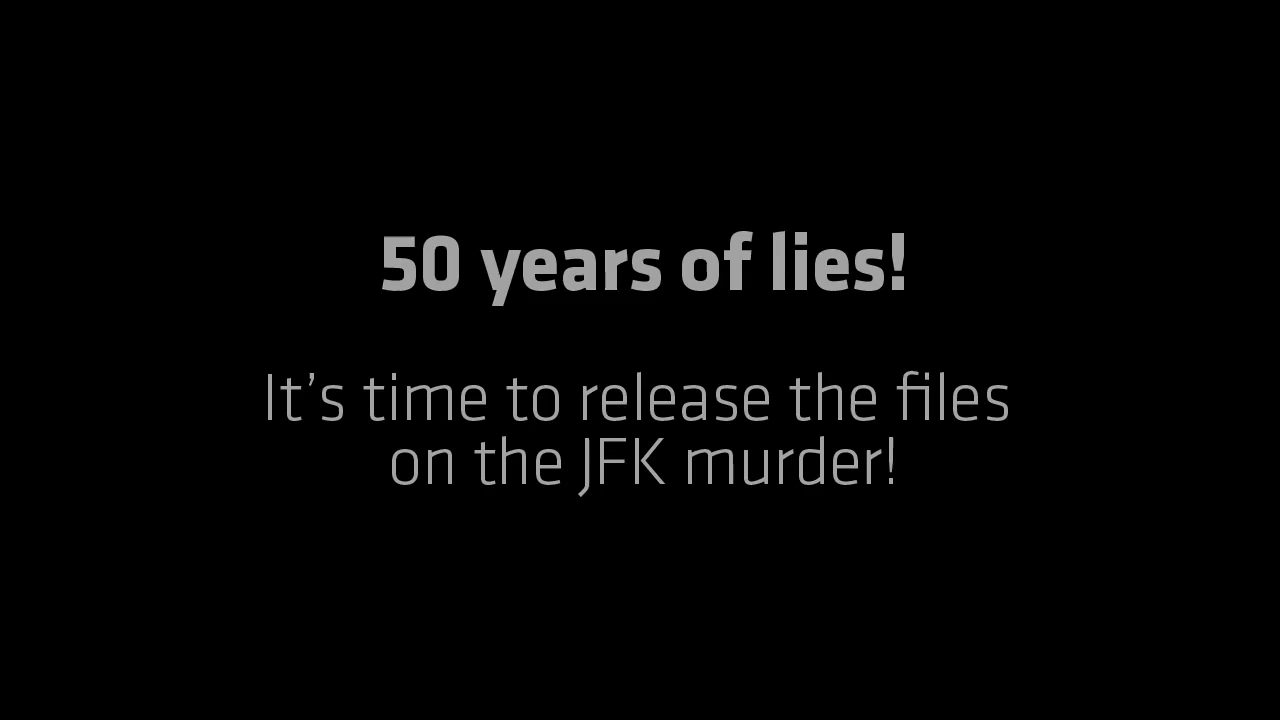 50 years of lies!
It’s time to release the files
on the JFK murder!